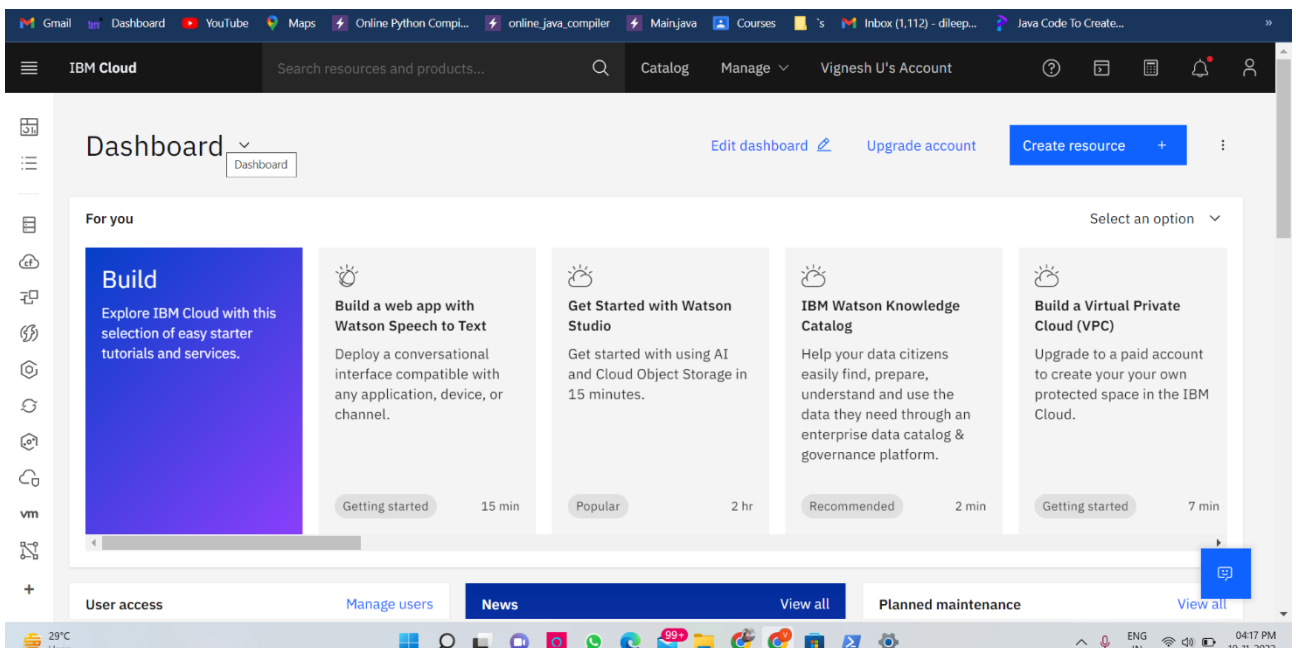 Gmail Dashboard YouTube Maps Online Python Compi... online_java_compiler Main.java Courses `s Inbox (1,112) - dileep... Java Code To Create... »
IBM Cloud Search resources and products... Catalog Manage Vignesh U's Account
Dashboard
Edit dashboard Upgrade account Create resource +
Dashboard
For you Select an option
Build
Explore IBM Cloud with this
selection of easy starter
tutorials and services.
Build a web app with
Watson Speech to Text
Deploy a conversational
interface compatible with
any application, device, or
channel.
Getting started 15 min
Get Started with Watson
Studio
Get started with using AI
and Cloud Object Storage in
15 minutes.
Popular 2 hr
IBM Watson Knowledge
Catalog
Help your data citizens
easily find, prepare,
understand and use the
data they need through an
enterprise data catalog &
governance platform.
Recommended 2 min
Build a Virtual Private
Cloud (VPC)
Upgrade to a paid account
to create your your own
protected space in the IBM
Cloud.
Getting started 7 min
cf
vm
User access Manage users
News View all
Planned maintenance View all
29°C
99+
ENG
04:17 PM